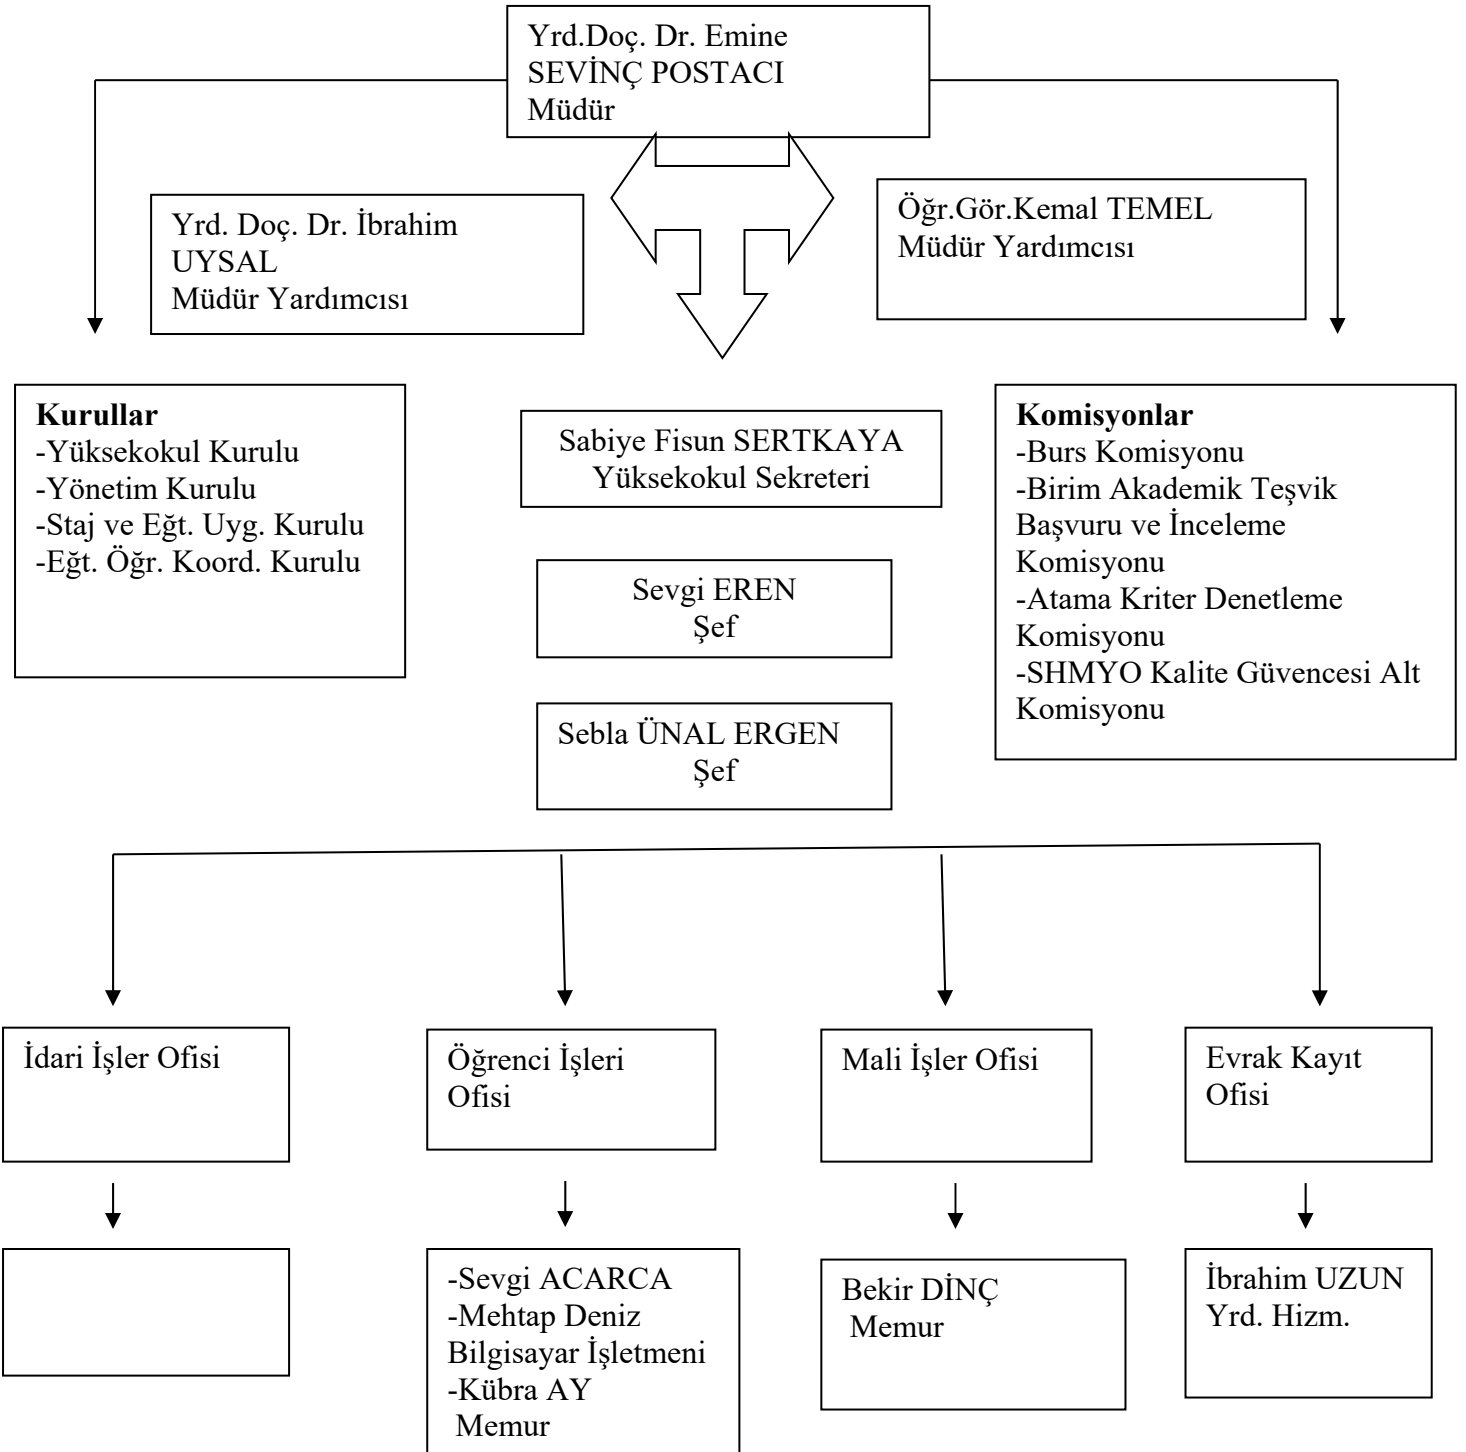 Yrd.Doç. Dr. Emine
SEVİNÇ POSTACI
Müdür
Yrd. Doç. Dr. İbrahim
UYSAL
Müdür Yardımcısı
Öğr.Gör.Kemal TEMEL
Müdür Yardımcısı
Kurullar
-Yüksekokul Kurulu
-Yönetim Kurulu
-Staj ve Eğt. Uyg. Kurulu
-Eğt. Öğr. Koord. Kurulu
Sabiye Fisun SERTKAYA
Yüksekokul Sekreteri
Sevgi EREN
Şef
Sebla ÜNAL ERGEN
Şef
Komisyonlar
-Burs Komisyonu
-Birim Akademik Teşvik
Başvuru ve İnceleme
Komisyonu
-Atama Kriter Denetleme
Komisyonu
-SHMYO Kalite Güvencesi Alt
Komisyonu
İdari İşler Ofisi
Öğrenci İşleri
Ofisi
Mali İşler Ofisi
Evrak Kayıt
Ofisi
-Sevgi ACARCA
-Mehtap Deniz
Bilgisayar İşletmeni
-Kübra AY
Memur
Bekir DİNÇ
Memur
İbrahim UZUN
Yrd. Hizm.